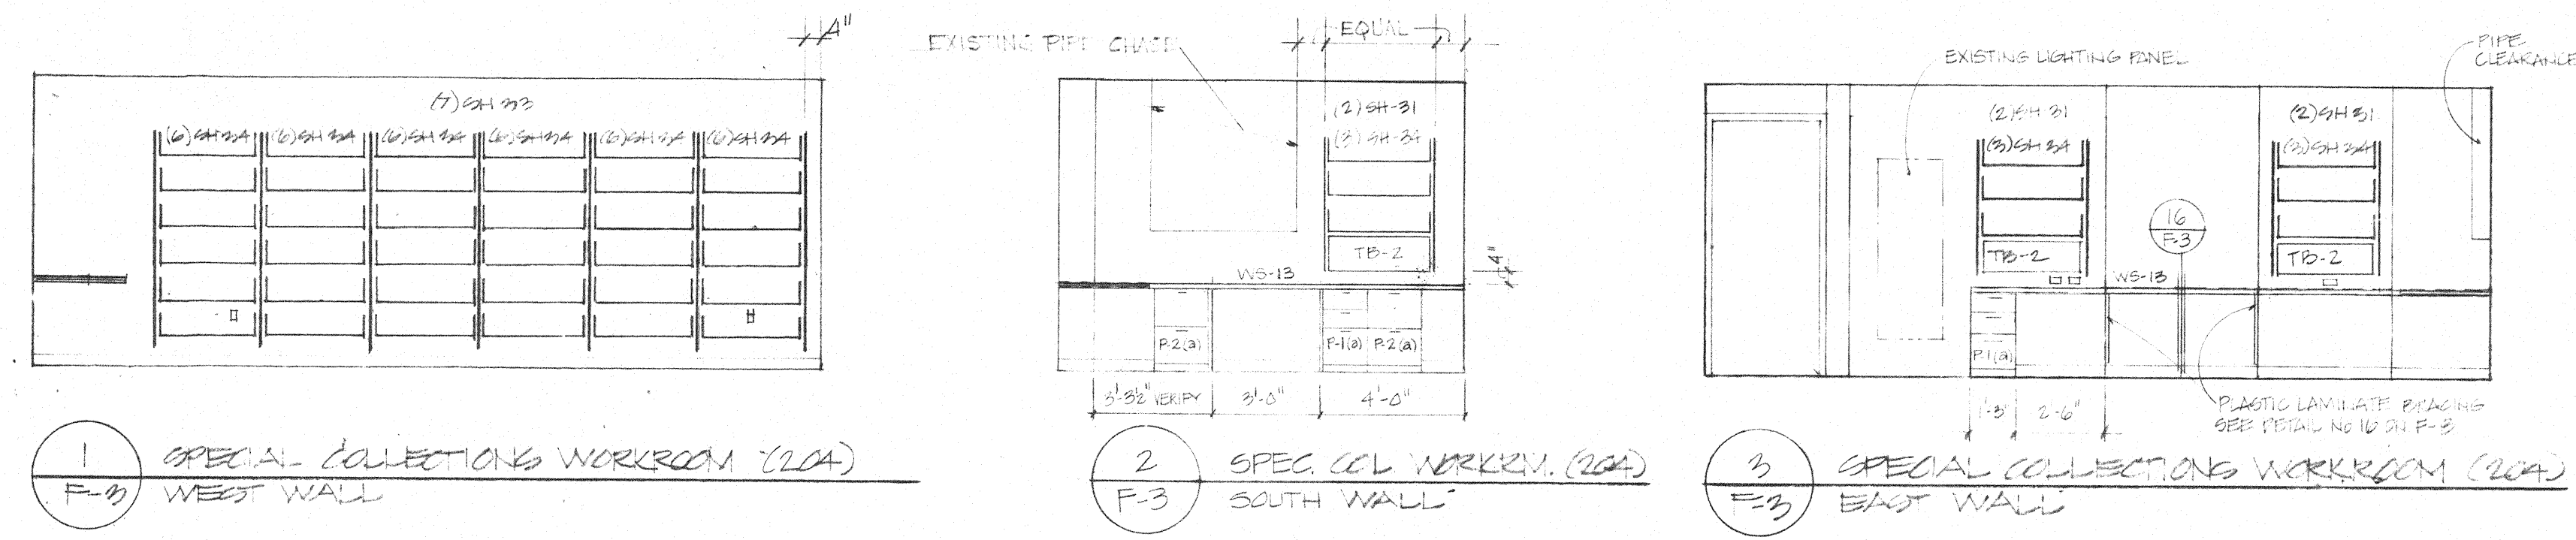 4"
(7) SH 33
(6) SH 34 (6) SH 34 (6) SH 34 (6) SH 34 (6) SH 34 (6) SH 34
1
F-3
SPECIAL COLLECTIONS WORKROOM (204)
WEST WALL
EXISTING PIPE CHASE
EQUAL
(2) SH-31
(3) SH-34
TB-2
WS-13
4"
P-2(a)
P-1(a) P-2(a)
3'-3½" VERIFY 3'-0" 4'-0"
2
F-3
SPEC. COL. WORKRM. (204)
SOUTH WALL
EXISTING LIGHTING PANEL
PIPE
CLEARANCE
(2) SH 31
(3) SH 34
TB-2
WS-13
16
F-3
(2) SH 31
(3) SH 34
TB-2
P-1(a)
1'-3" 2'-6"
PLASTIC LAMINATE BRACING
SEE DETAIL No 16 ON F-3
3
F-3
SPECIAL COLLECTIONS WORKROOM (204)
EAST WALL